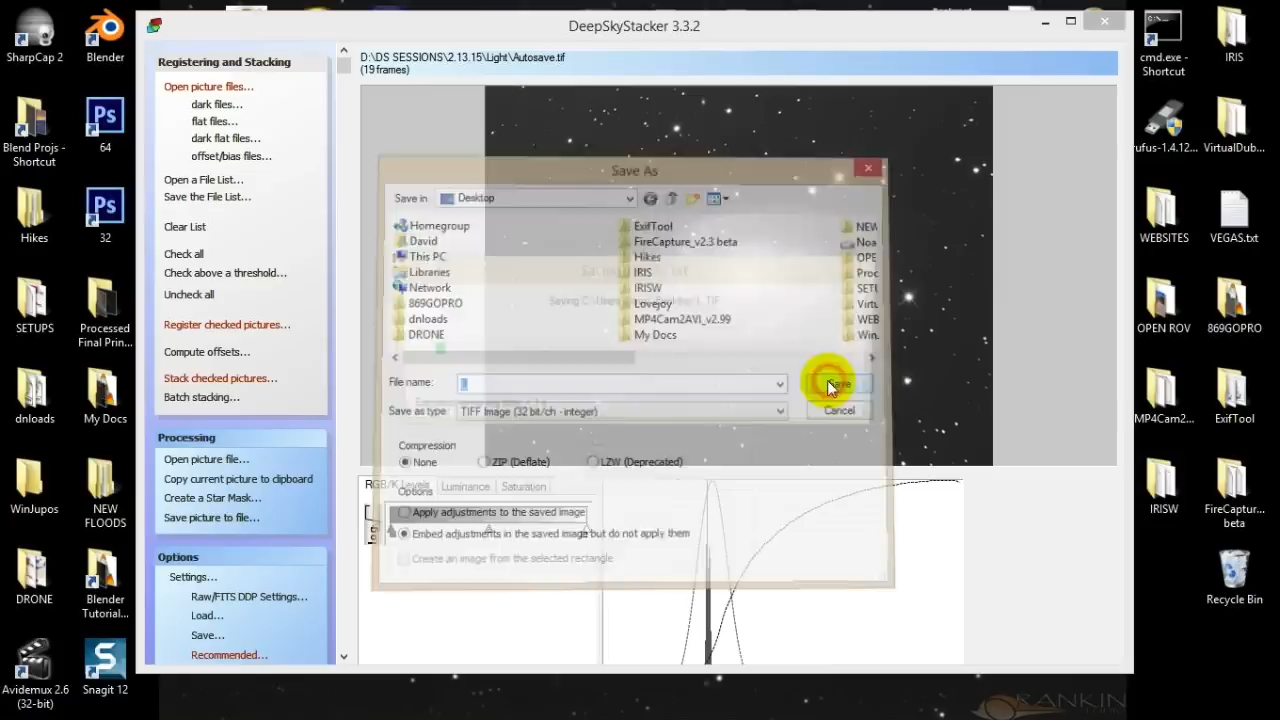 DeepSkyStacker 3.3.2
SharpCap 2
Blender
Blend Projs -
Shortcut
64
Hikes
32
SETUPS
Processed
Final Prin...
dnloads
My Docs
WinJupos
NEW
FLOODS
DRONE
Blender
Tutorial...
Avidemux 2.6
(32-bit)
Snagit 12
Registering and Stacking
Open picture files...
dark files...
flat files...
dark flat files...
offset/bias files...
Open a File List...
Save the File List...
Clear List
Check all
Check above a threshold...
Uncheck all
Register checked pictures...
Compute offsets...
Stack checked pictures...
Batch stacking...
Processing
Open picture file...
Copy current picture to clipboard
Create a Star Mask...
Save picture to file...
Options
Settings...
Raw/FITS DDP Settings...
Load...
Save...
Recommended...
D:\DS SESSIONS\2.13.15\Light\Autosave.tif
(19 frames)
Save As
Save in
Desktop
Homegroup
David
This PC
Libraries
Network
869GOPRO
dnloads
DRONE
ExifTool
FireCapture_v2.3 beta
Hikes
IRIS
IRISW
Lovejoy
MP4Cam2AVI_v2.99
My Docs
NEW
Noa
OPE
Proc
SETU
Virtu
WEB
Win.
File name:
Save
Save as type:
TIFF Image (32 bit/ch - integer)
Cancel
Compression
None
ZIP (Deflate)
LZW (Deprecated)
Options
Apply adjustments to the saved image
Embed adjustments in the saved image but do not apply them
Create an image from the selected rectangle
RGB/K Levels
Luminance
Saturation
cmd.exe -
Shortcut
IRIS
rufus-1.4.12...
VirtualDub...
WEBSITES
VEGAS.txt
OPEN ROV
869GOPRO
MP4Cam2...
ExifTool
IRISW
FireCaptur...
beta
Recycle Bin
RANKIN